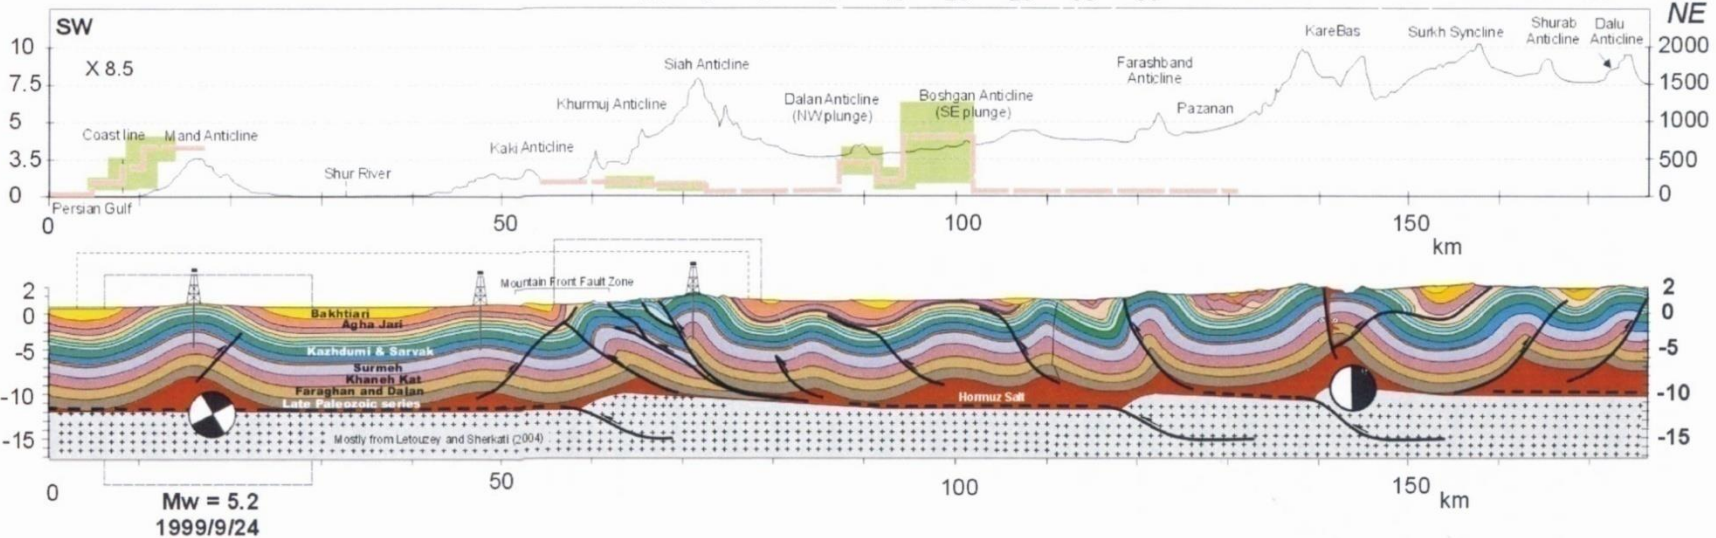 SW
NE
X 8.5
10
7.5
5
3.5
0
2000
1500
1000
500
0
Coastline
Mand Anticline
Shur River
Kaki Anticline
Khurmuj Anticline
Siah Anticline
Dalan Anticline
(NW plunge)
Boshgan Anticline
(SE plunge)
Farashband
Anticline
Pazanan
KareBas
Surkh Syncline
Shurab
Anticline
Dalu
Anticline
Persian Gulf
0
50
100
150
km
Mountain Front Fault Zone
2
0
-5
-10
-15
2
0
-5
-10
-15
Bakhtiari
Agha Jari
Kazhdumi & Sarvak
Surmeh
Khaneh Kat
Faraghan and Dalan
Late Paleozoic series
Hormuz Salt
Mostly from Letouzey and Sherkati (2004)
0
50
100
150
km
Mw = 5.2
1999/9/24